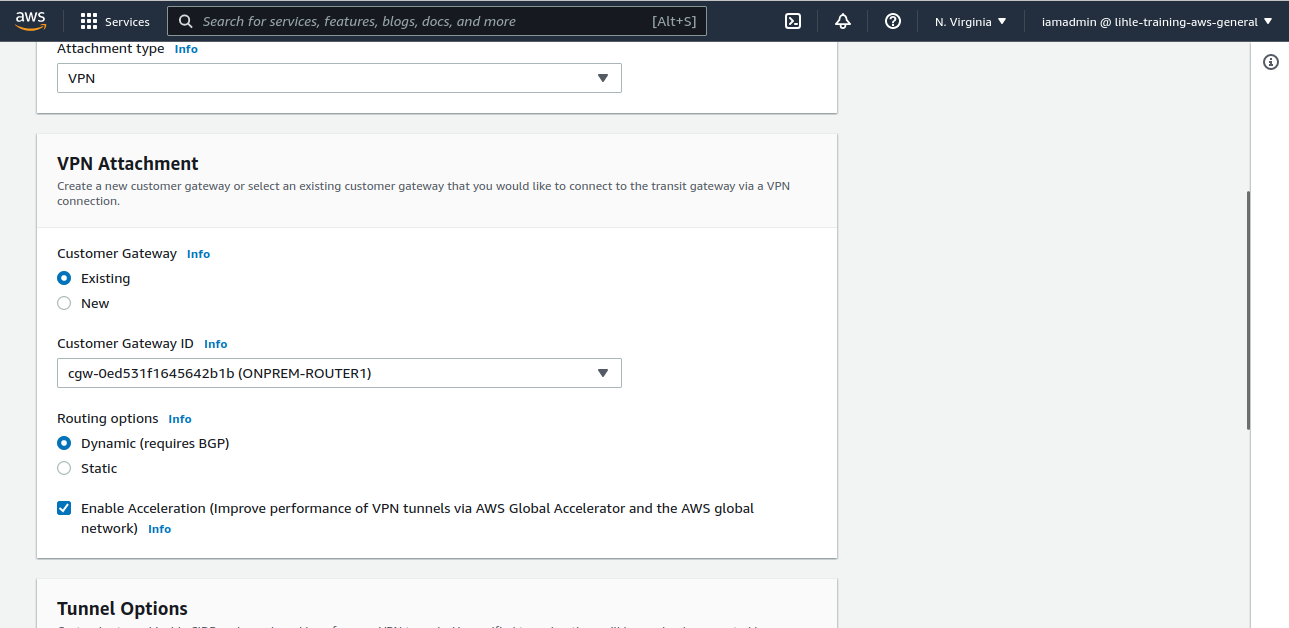 aws
Services
Search for services, features, blogs, docs, and more
[Alt+S]
N. Virginia
iamadmin @ lihle-training-aws-general
Attachment type Info
VPN
VPN Attachment
Create a new customer gateway or select an existing customer gateway that you would like to connect to the transit gateway via a VPN
connection.
Customer Gateway Info
Existing
New
Customer Gateway ID Info
cgw-0ed531f1645642b1b (ONPREM-ROUTER1)
Routing options Info
Dynamic (requires BGP)
Static
Enable Acceleration (Improve performance of VPN tunnels via AWS Global Accelerator and the AWS global
network) Info
Tunnel Options